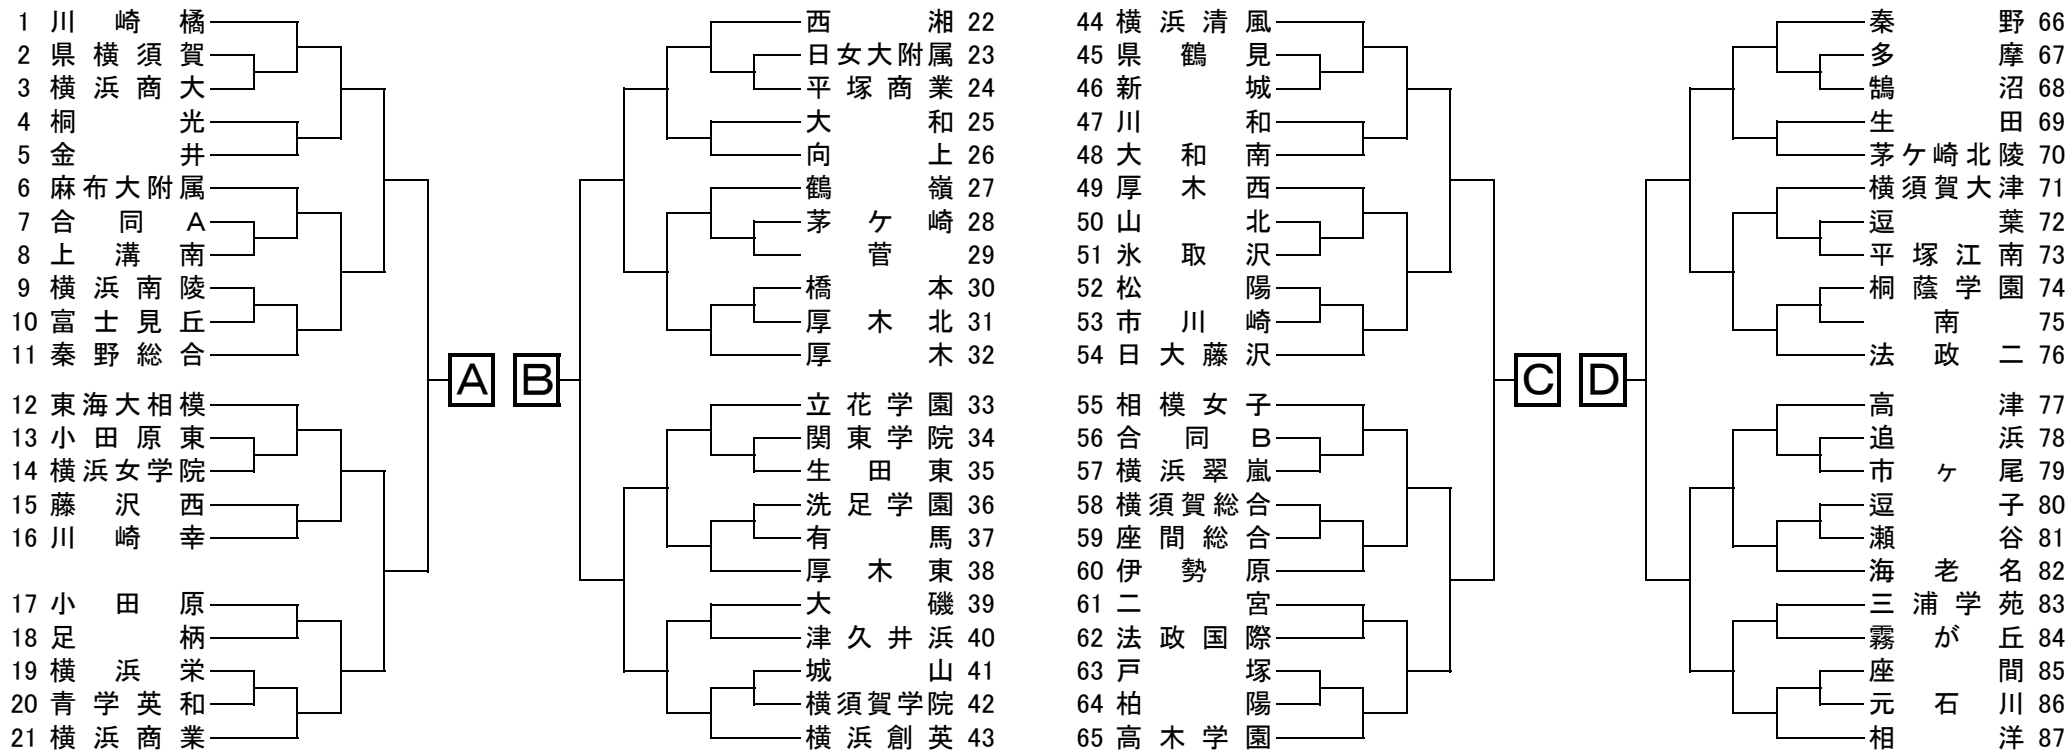 1 川崎橘
2 県横須賀
3 横浜商大
4 桐光
5 金井
6 麻布大附属
7 合同A
8 上溝南
9 横浜南陵
10 富士見丘
11 秦野総合
12 東海大相模
13 小田原東
14 横浜女学院
15 藤沢西
16 川崎幸
17 小田原
18 足柄
19 横浜栄
20 青学英和
21 横浜商業
A
B
西湘 22
日女大附属 23
平塚商業 24
大和 25
向上 26
鶴嶺 27
茅ケ崎 28
菅 29
橋本 30
厚木北 31
厚木 32
立花学園 33
関東学院 34
生田東 35
洗足学園 36
有馬 37
厚木東 38
大磯 39
津久井浜 40
城山 41
横須賀学院 42
横浜創英 43
44 横浜清風
45 県鶴見
46 新城
47 川和
48 大和南
49 厚木西
50 山北
51 氷取沢
52 松陽
53 市川崎
54 日大藤沢
55 相模女子
56 合同B
57 横浜翠嵐
58 横須賀総合
59 座間総合
60 伊勢原
61 二宮
62 法政国際
63 戸塚
64 柏陽
65 高木学園
C
D
秦野 66
多摩 67
鵠沼 68
生田 69
茅ケ崎北陵 70
横須賀大津 71
逗葉 72
平塚江南 73
桐蔭学園 74
南 75
法政二 76
高津 77
追浜 78
市ヶ尾 79
逗子 80
瀬谷 81
海老名 82
三浦学苑 83
霧が丘 84
座間 85
元石川 86
相洋 87